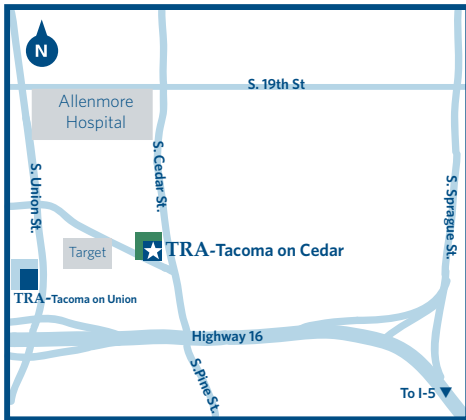 N
S. 19th St
Allenmore
Hospital
S. Cedar St.
S. Union St.
S. Sprague St.
Target
TRA-Tacoma on Cedar
TRA-Tacoma on Union
Highway 16
S.Pine St.
To I-5